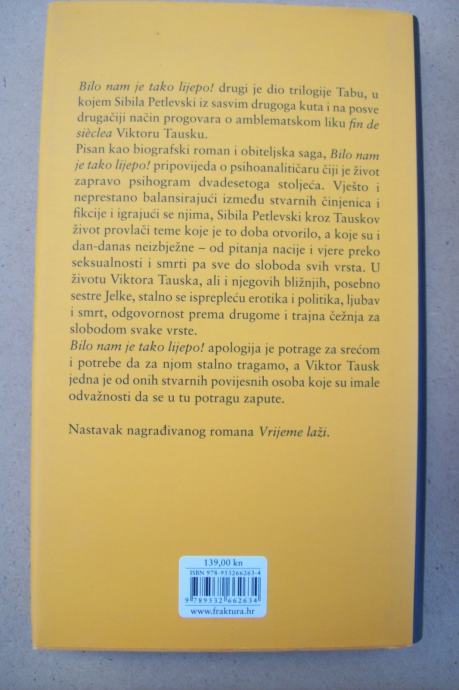 Bilo nam je tako lijepo! drugi je dio trilogije Tabu, u
kojem Sibila Petlevski iz sasvim drugoga kuta i na posve
drugačiji način progovara o amblematskom liku fin de
sièclea Viktoru Tausku.
Pisan kao biografski roman i obiteljska saga, Bilo nam
je tako lijepo! pripovijeda o psihoanalitičaru čiji je život
zapravo psihogram dvadesetoga stoljeća. Vješto i
neprestano balansirajući između stvarnih činjenica i
fikcije i igrajući se njima, Sibila Petlevski kroz Tauskov
život provlači teme koje je to doba otvorilo, a koje su i
dan-danas neizbježne – od pitanja nacije i vjere preko
seksualnosti i smrti pa sve do sloboda svih vrsta. U
životu Viktora Tauska, ali i njegovih bližnjih, posebno
sestre Jelke, stalno se isprepleću erotika i politika, ljubav
i smrt, odgovornost prema drugome i trajna čežnja za
slobodom svake vrste.
Bilo nam je tako lijepo! apologija je potrage za srećom
i potrebe da za njom stalno tragamo, a Viktor Tausk
jedna je od onih stvarnih povijesnih osoba koje su imale
odvažnosti da se u tu potragu zapute.
Nastavak nagrađivanog romana Vrijeme laži.
139,00 kn
ISBN 978-953266263-4
9 789532 662634
www.fraktura.hr